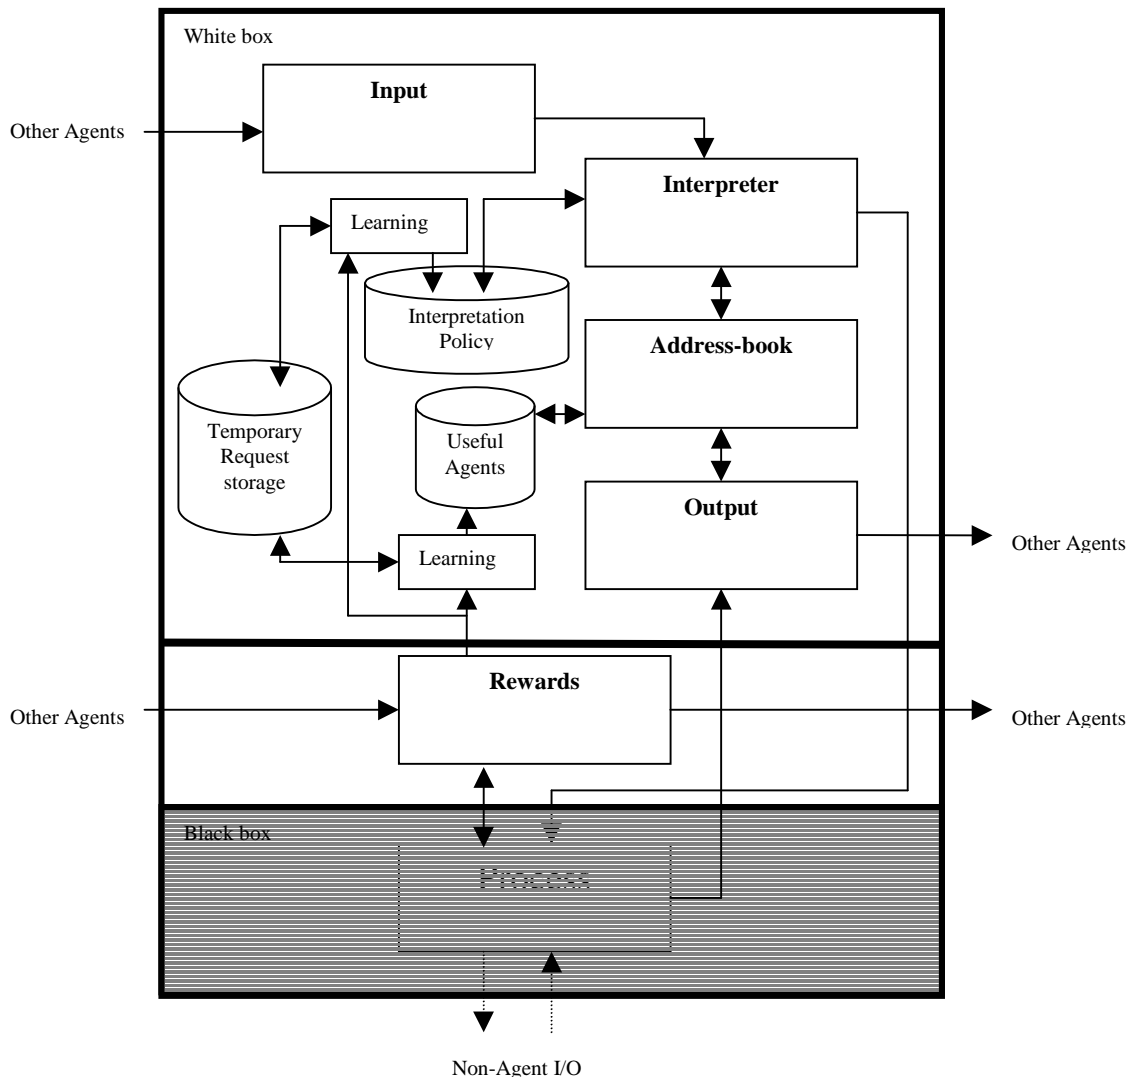 White box
Input
Other Agents
Interpreter
Learning
Interpretation
Policy
Address-book
Temporary
Request
storage
Useful
Agents
Output
Other Agents
Learning
Rewards
Other Agents
Other Agents
Black box
Process
Non-Agent I/O